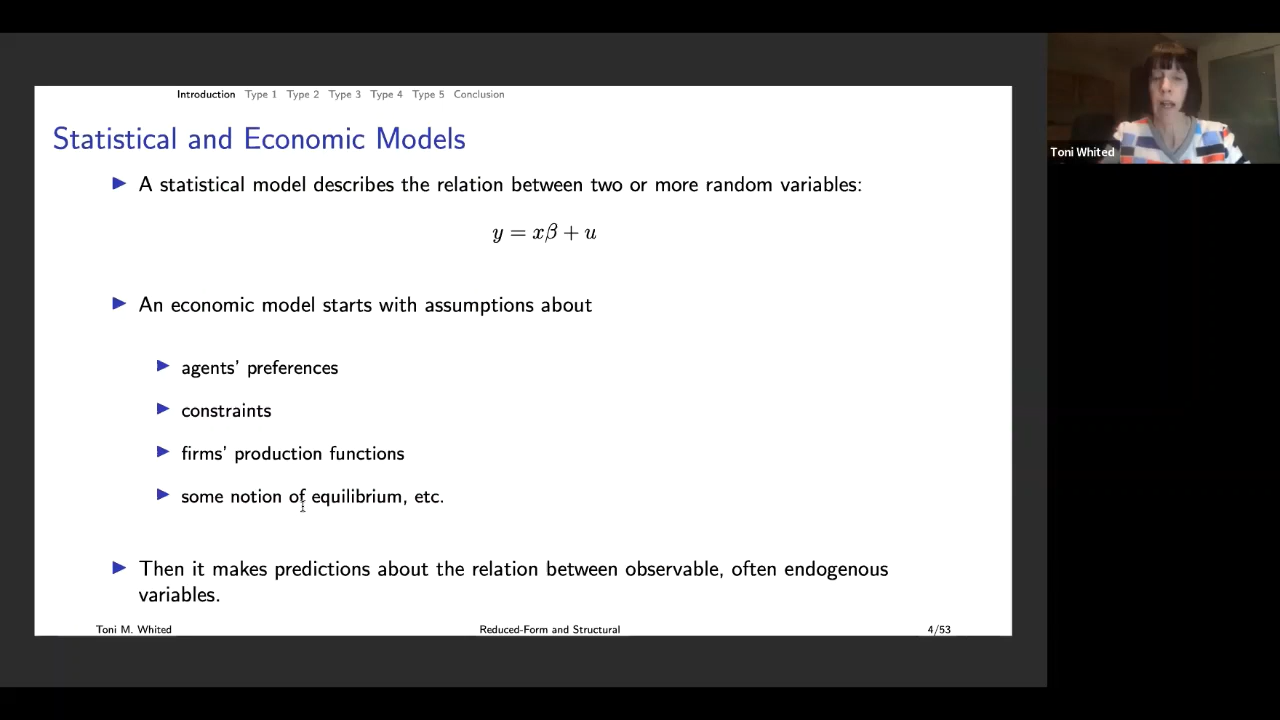 Introduction Type 1 Type 2 Type 3 Type 4 Type 5 Conclusion
Statistical and Economic Models
A statistical model describes the relation between two or more random variables:
y = xβ + u
An economic model starts with assumptions about
agents' preferences
constraints
firms' production functions
some notion of equilibrium, etc.
Then it makes predictions about the relation between observable, often endogenous
variables.
Toni M. Whited Reduced-Form and Structural 4/53
Toni Whited